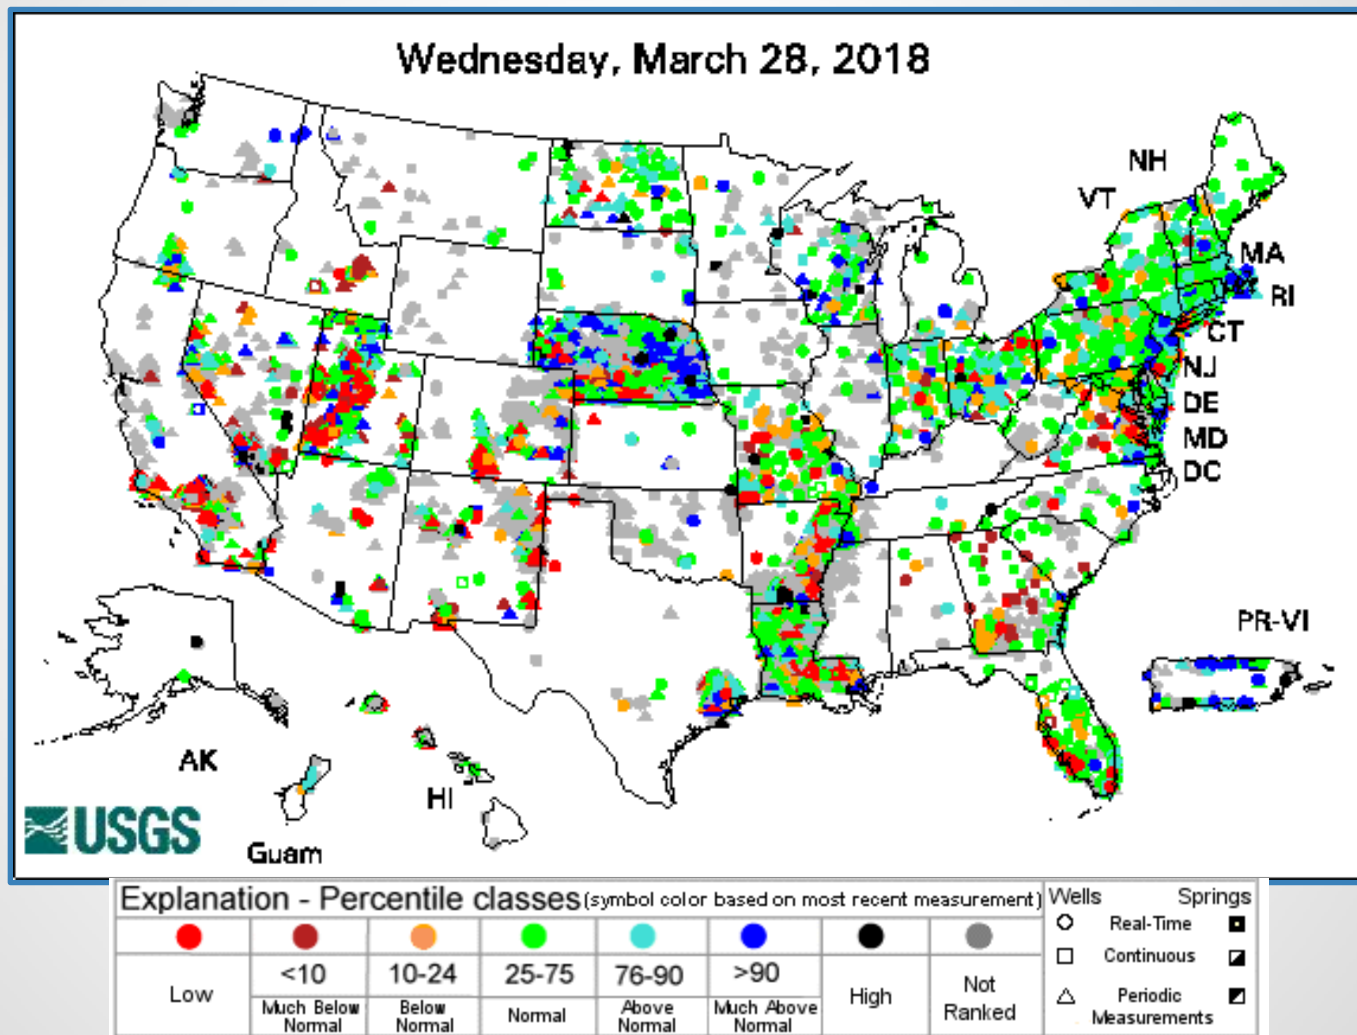 Wednesday, March 28, 2018
NH
VT
MA
RI
CT
NJ
DE
MD
DC
PR-VI
AK
HI
Guam
USGS
Explanation - Percentile classes (symbol color based on most recent measurement)
Wells Springs
Real-Time
Continuous
Periodic
Measurements
<10 10-24 25-75 76-90 >90
Low
High
Not
Ranked
Much Below
Normal
Below
Normal
Normal
Above
Normal
Much Above
Normal